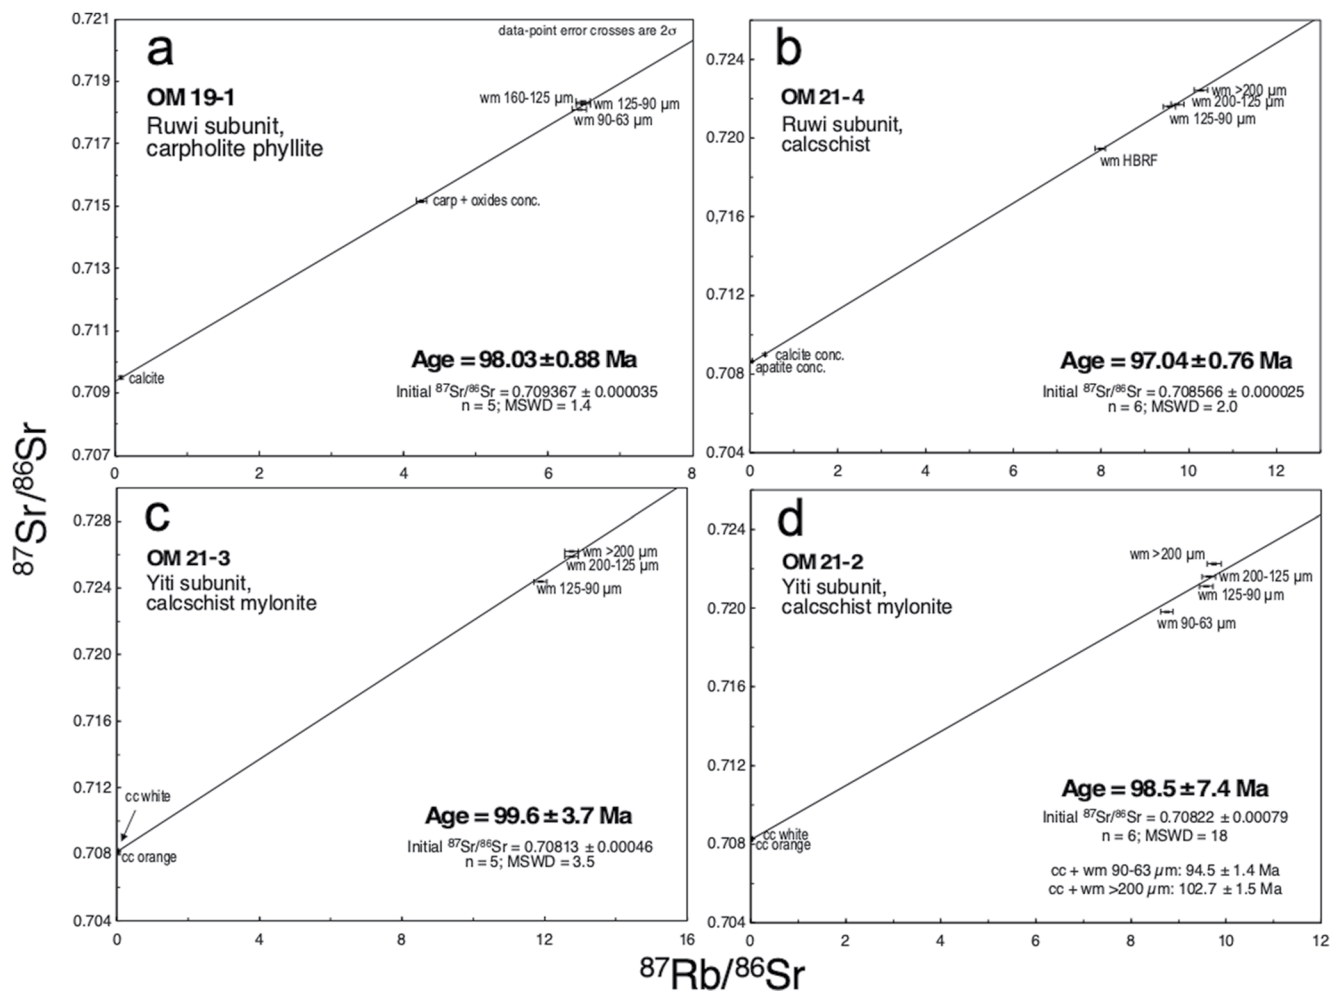 0.721
0.719
0.717
0.715
0.713
0.711
0.709
0.707
0 2 4 6 8
data-point error crosses are 2σ
a
OM 19-1
Ruwi subunit,
carpholite phyllite
wm 160-125 µm
wm 125-90 µm
wm 90-63 µm
carp + oxides conc.
calcite
Age = 98.03 ± 0.88 Ma
Initial ⁸⁷Sr/⁸⁶Sr = 0.709367 ± 0.000035
n = 5; MSWD = 1.4
0.724
0.720
0,716
0.712
0.708
0.704
0 2 4 6 8 10 12
b
OM 21-4
Ruwi subunit,
calcschist
wm >200 µm
wm 200-125 µm
wm 125-90 µm
wm HBRF
calcite conc.
apatite conc.
Age = 97.04 ± 0.76 Ma
Initial ⁸⁷Sr/⁸⁶Sr = 0.708566 ± 0.000025
n = 6; MSWD = 2.0
⁸⁷Sr/⁸⁶Sr
0.728
0.724
0.720
0.716
0.712
0.708
0.704
0 4 8 12 16
c
OM 21-3
Yiti subunit,
calcschist mylonite
wm >200 µm
wm 200-125 µm
wm 125-90 µm
cc white
cc orange
Age = 99.6 ± 3.7 Ma
Initial ⁸⁷Sr/⁸⁶Sr = 0.70813 ± 0.00046
n = 5; MSWD = 3.5
0.724
0.720
0.716
0.712
0.708
0.704
0 2 4 6 8 10 12
d
OM 21-2
Yiti subunit,
calcschist mylonite
wm >200 µm
wm 200-125 µm
wm 125-90 µm
wm 90-63 µm
cc white
cc orange
Age = 98.5 ± 7.4 Ma
Initial ⁸⁷Sr/⁸⁶Sr = 0.70822 ± 0.00079
n = 6; MSWD = 18
cc + wm 90-63 µm: 94.5 ± 1.4 Ma
cc + wm >200 µm: 102.7 ± 1.5 Ma
⁸⁷Rb/⁸⁶Sr